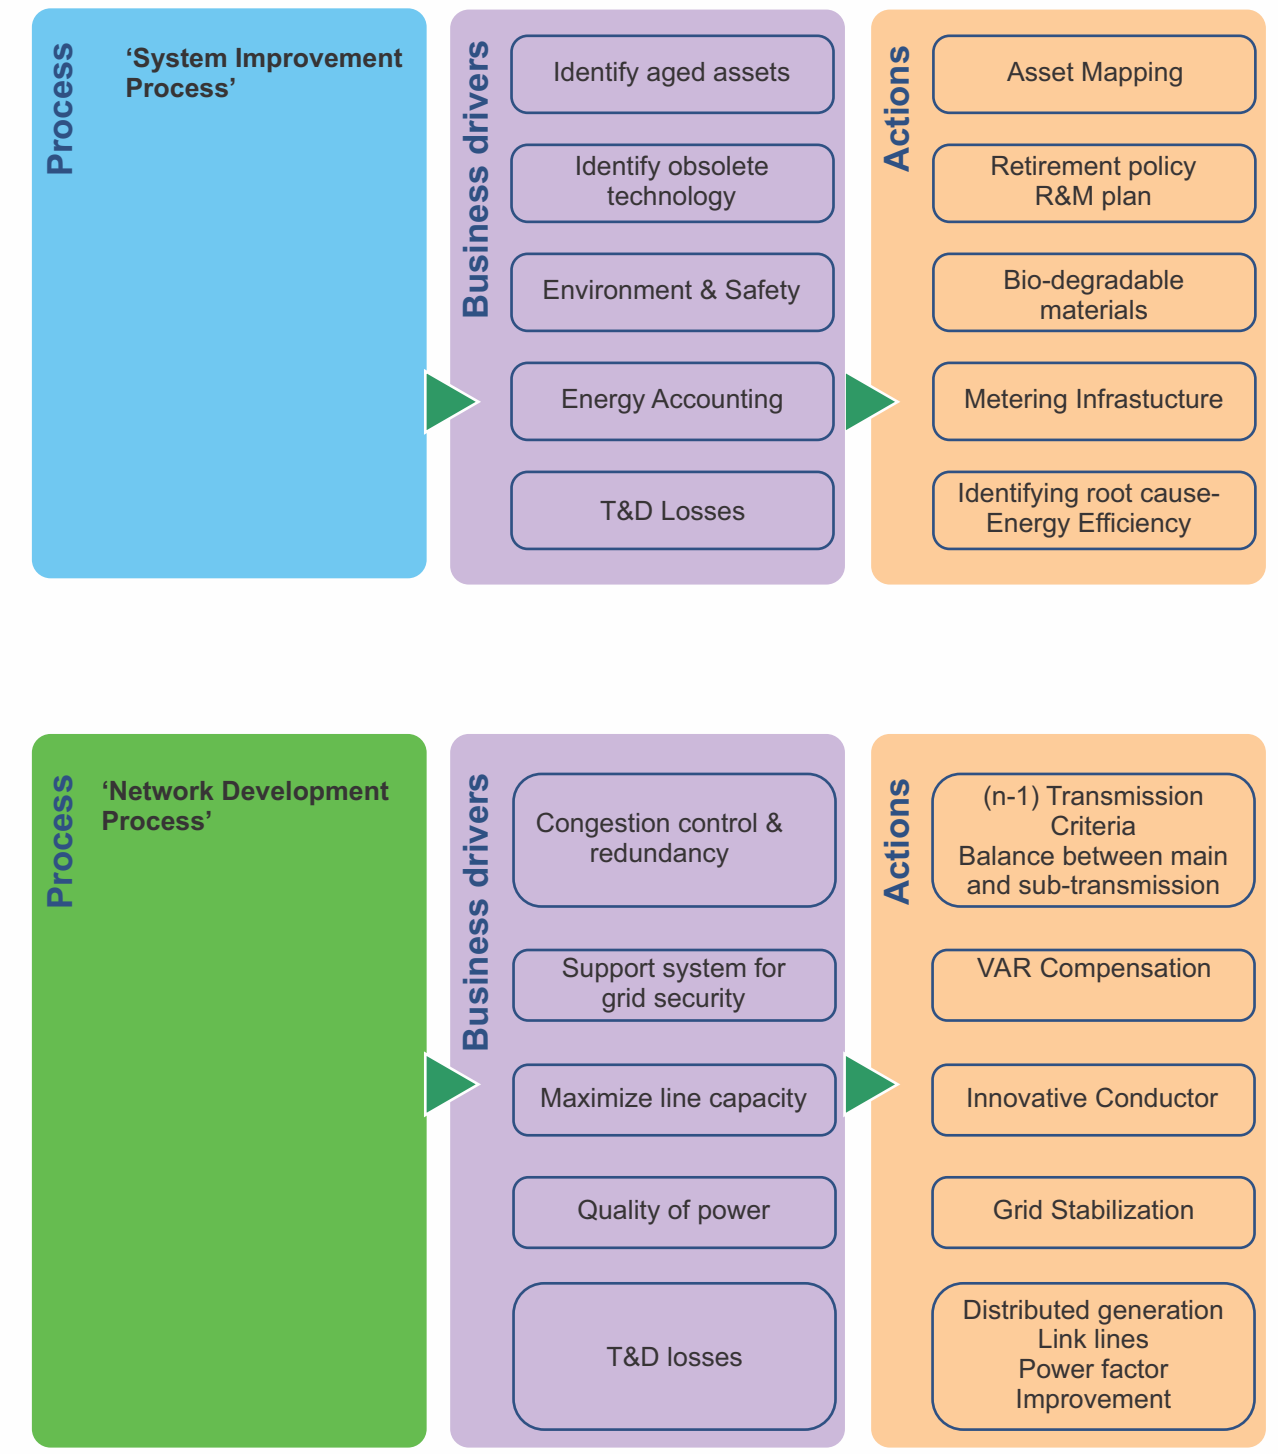 Process
‘System Improvement
Process’
Business drivers
Identify aged assets
Identify obsolete
technology
Environment & Safety
Energy Accounting
T&D Losses
Actions
Asset Mapping
Retirement policy
R&M plan
Bio-degradable
materials
Metering Infrastucture
Identifying root cause-
Energy Efficiency
Process
‘Network Development
Process’
Business drivers
Congestion control &
redundancy
Support system for
grid security
Maximize line capacity
Quality of power
T&D losses
Actions
(n-1) Transmission
Criteria
Balance between main
and sub-transmission
VAR Compensation
Innovative Conductor
Grid Stabilization
Distributed generation
Link lines
Power factor
Improvement